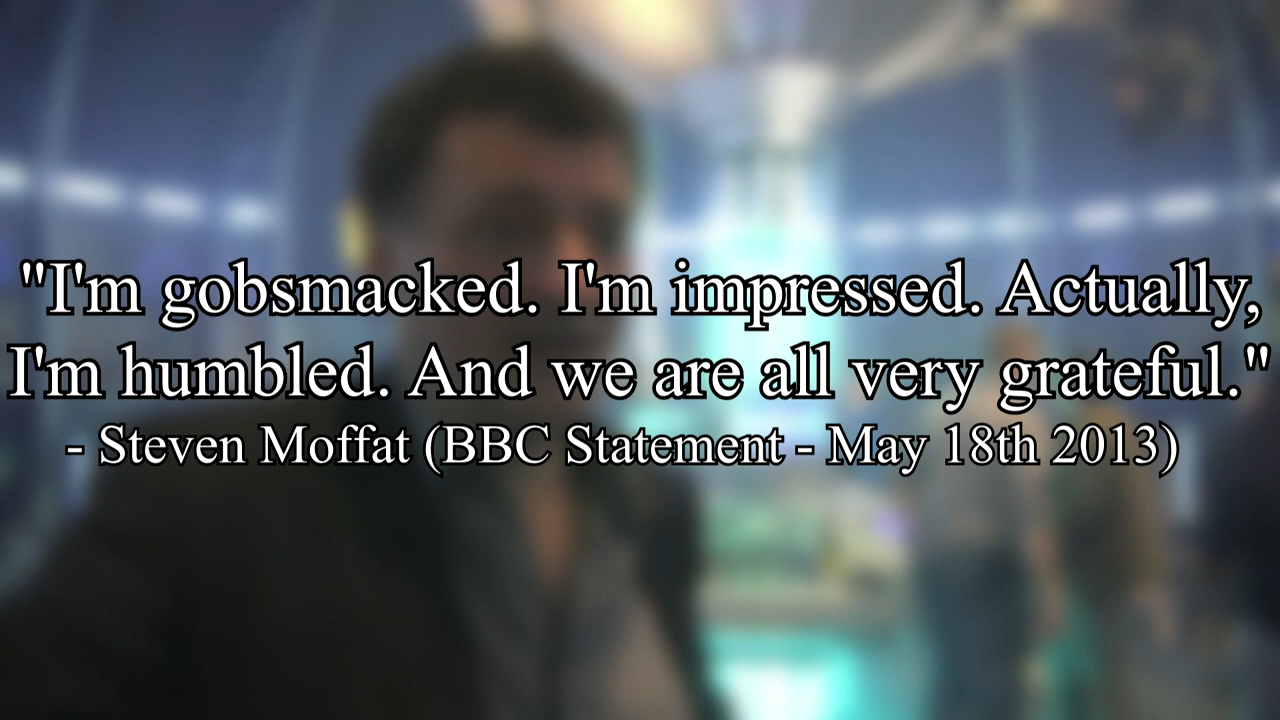 "I'm gobsmacked. I'm impressed. Actually,
I'm humbled. And we are all very grateful."
- Steven Moffat (BBC Statement - May 18th 2013)